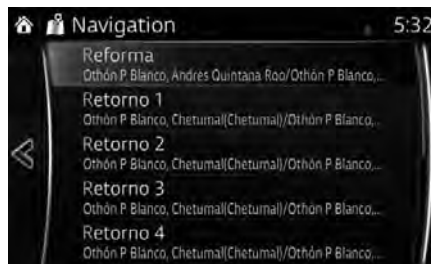 Navigation 5:32
Reforma
Othón P Blanco, Andres Quintana Roo/Othón P Blanco,...
Retorno 1
Othón P Blanco, Chetumal(Chetumal)/Othón P Blanco,...
Retorno 2
Othón P Blanco, Chetumal(Chetumal)/Othón P Blanco,...
Retorno 3
Othón P Blanco, Chetumal(Chetumal)/Othón P Blanco,...
Retorno 4
Othón P Blanco, Chetumal(Chetumal)/Othón P Blanco,...